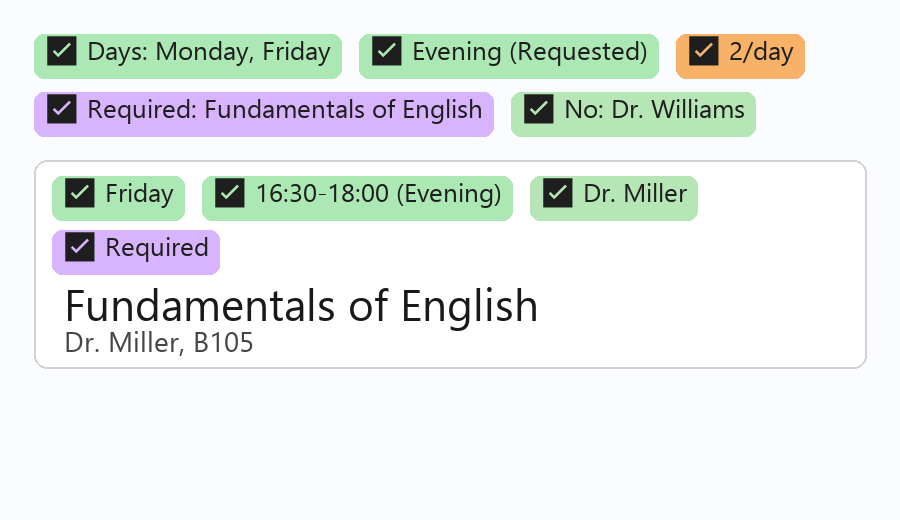 Days: Monday, Friday Evening (Requested) 2/day
Required: Fundamentals of English No: Dr. Williams
Friday 16:30-18:00 (Evening) Dr. Miller
Required
Fundamentals of English
Dr. Miller, B105